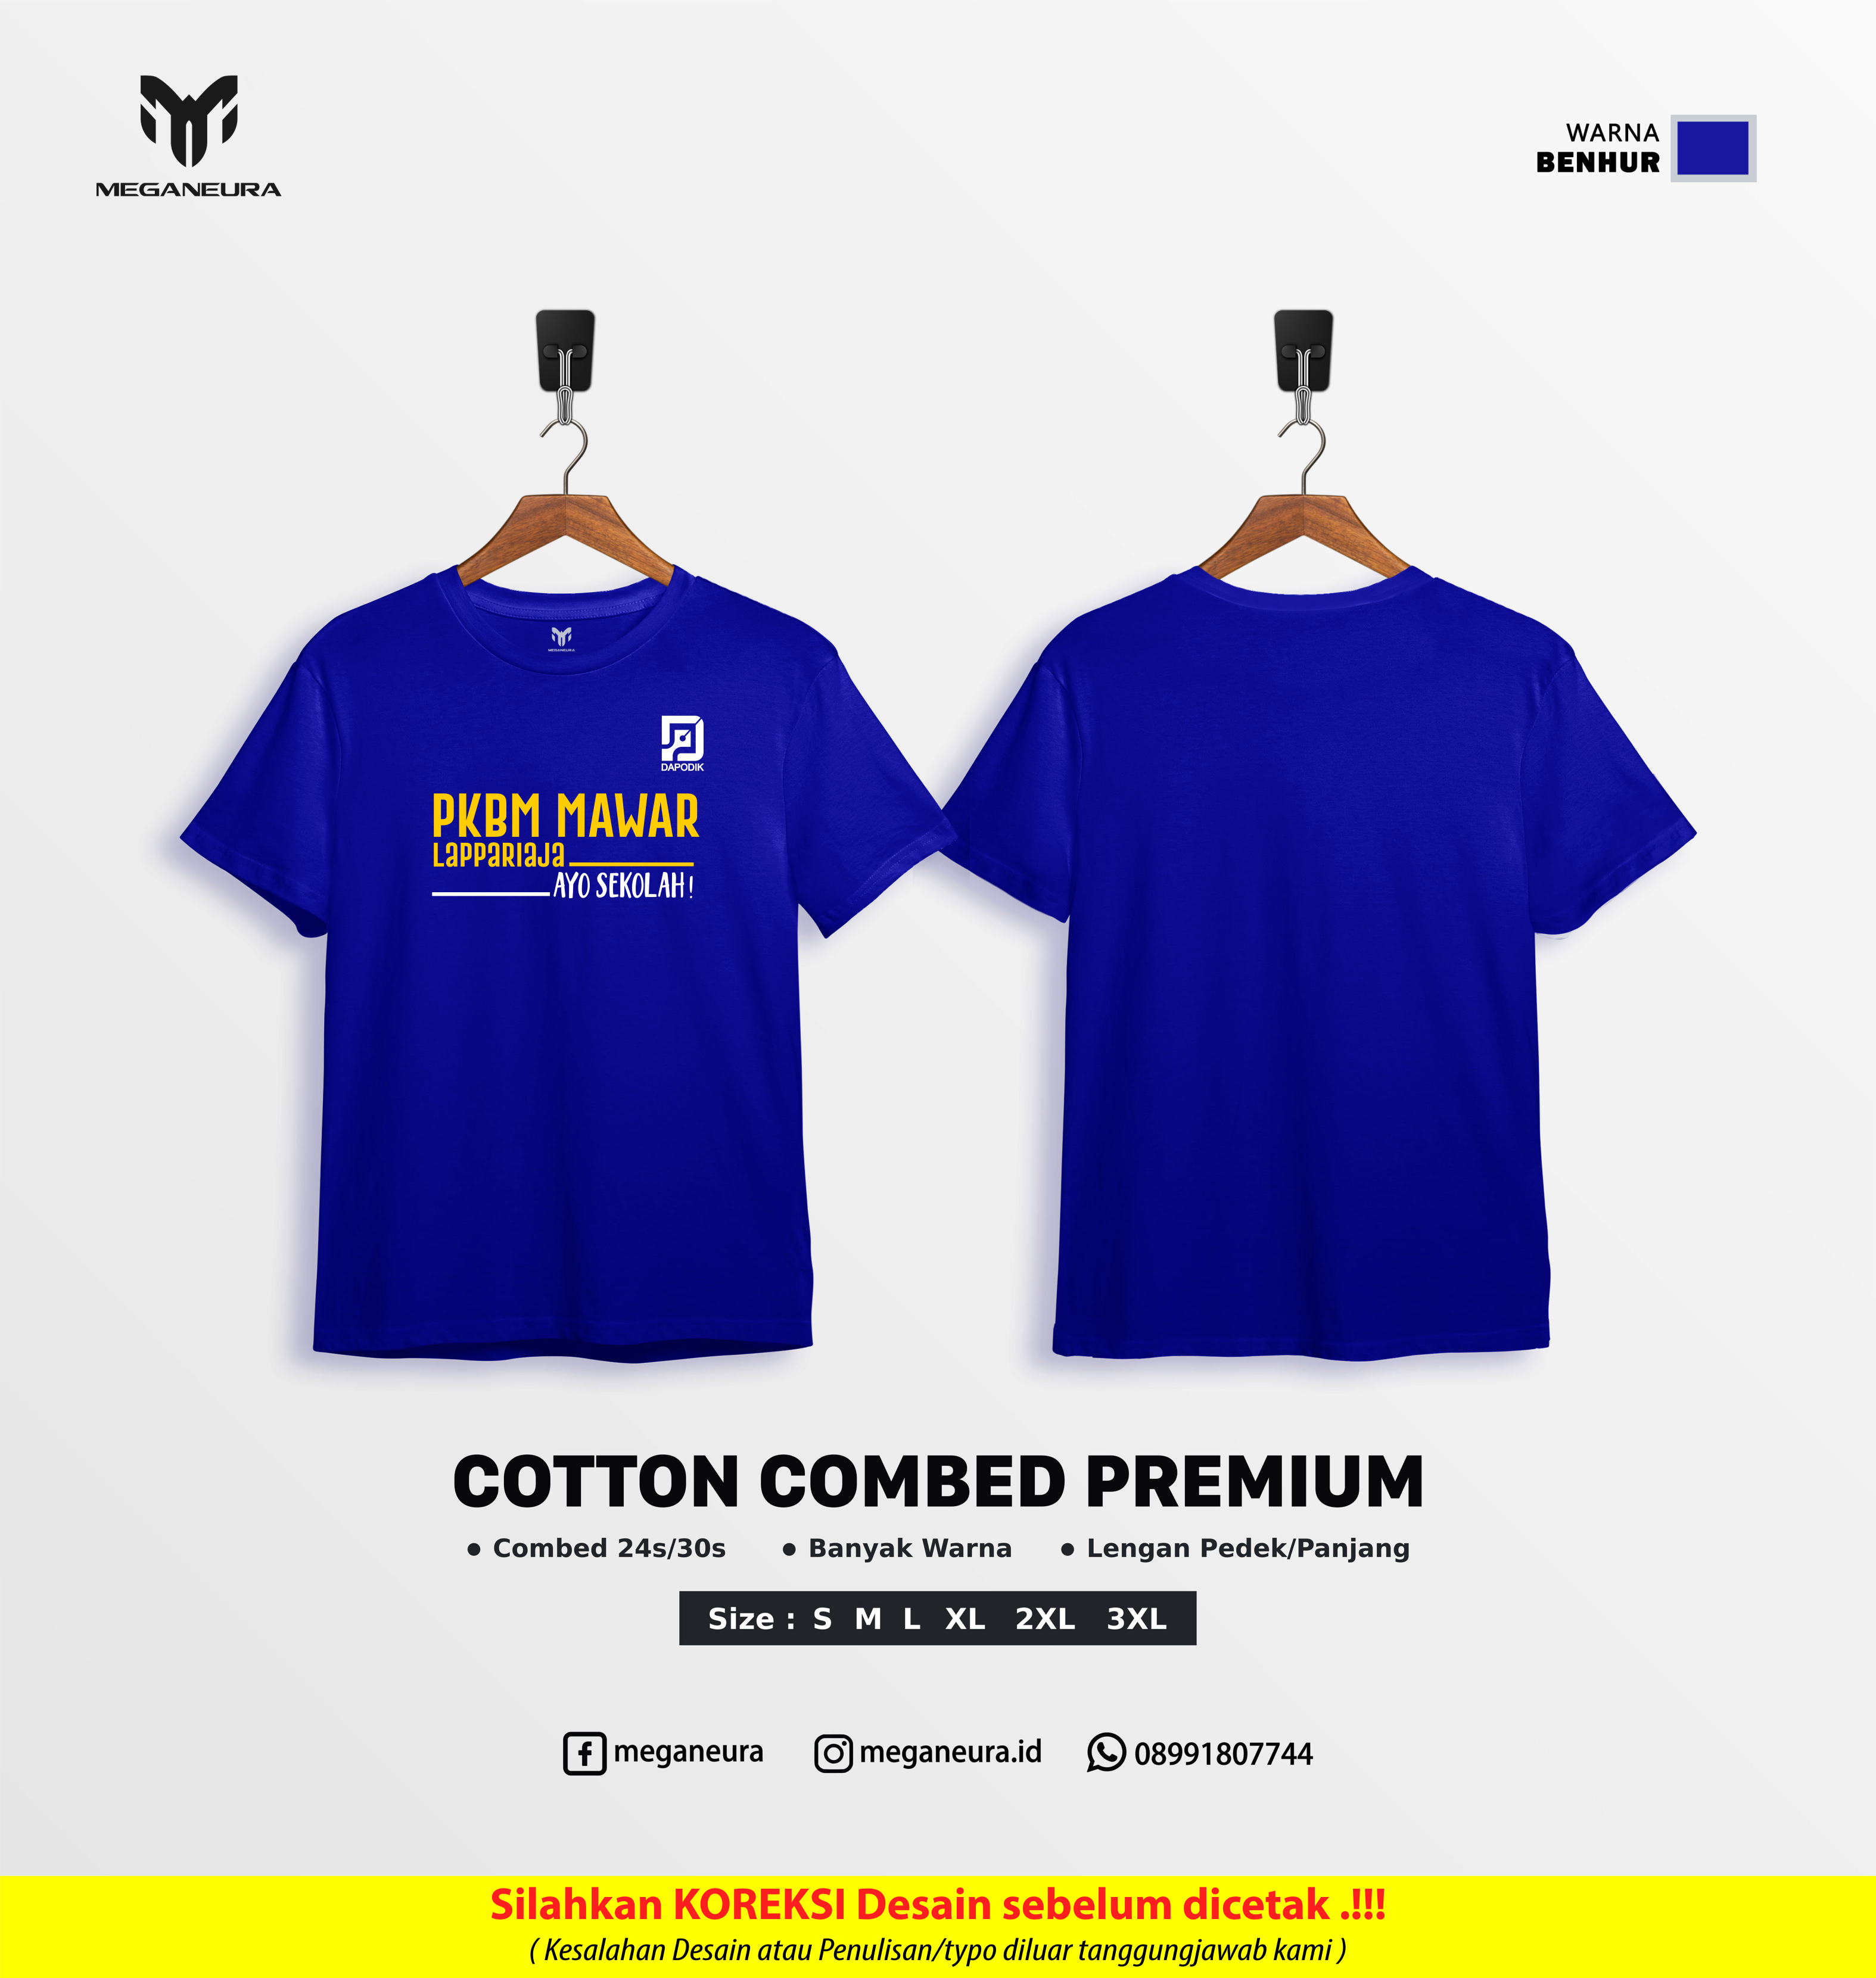 MEGANEURA
WARNA
BENHUR
MEGANEURA
DAPODIK
PKBM MAWAR
LaPPaRIaJa
AYO SEKOLAH!
COTTON COMBED PREMIUM
• Combed 24s/30s • Banyak Warna • Lengan Pedek/Panjang
Size : S M L XL 2XL 3XL
meganeura meganeura.id 08991807744
Silahkan KOREKSI Desain sebelum dicetak .!!!
( Kesalahan Desain atau Penulisan/typo diluar tanggungjawab kami )